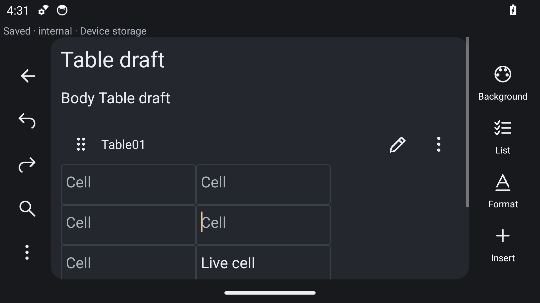 4:31
Saved · internal · Device storage
Table draft
Body Table draft
Table01
Cell Cell
Cell Cell
Cell Live cell
Background
List
Format
Insert